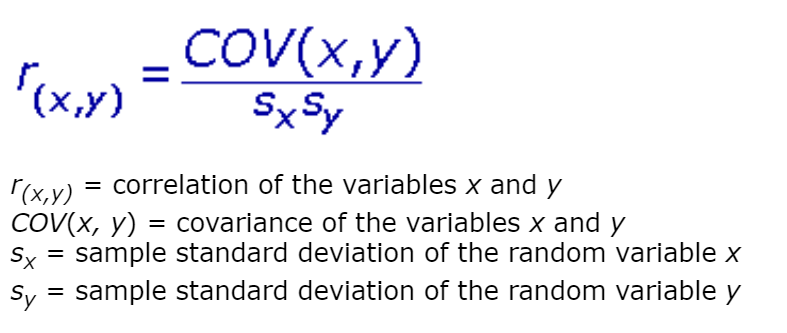 r(x,y) = COV(x,y)
sxsy
r(x,y) = correlation of the variables x and y
COV(x, y) = covariance of the variables x and y
sx = sample standard deviation of the random variable x
sy = sample standard deviation of the random variable y